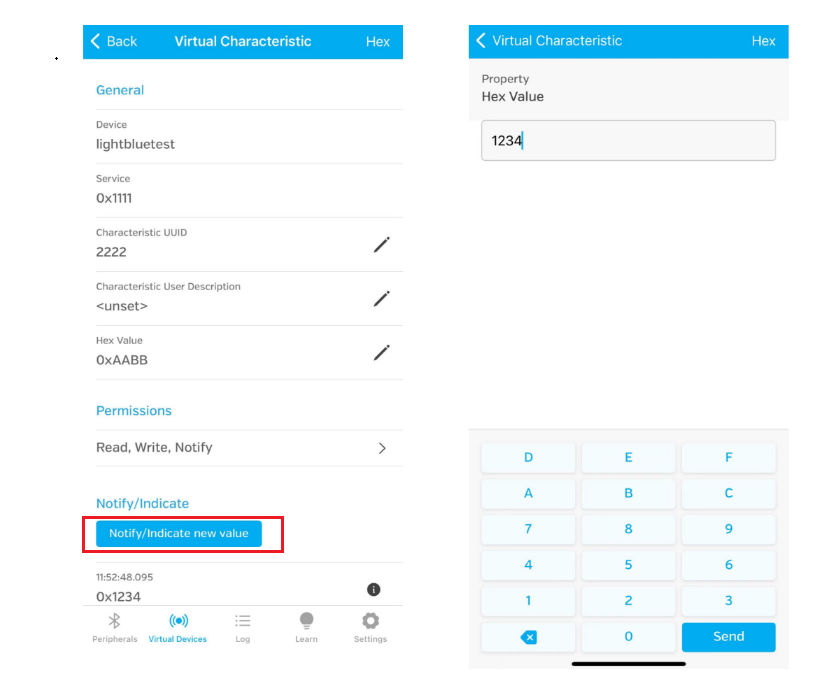 Back Virtual Characteristic Hex
General
Device
lightbluetest
Service
0x1111
Characteristic UUID
2222
Characteristic User Description
<unset>
Hex Value
0xAABB
Permissions
Read, Write, Notify
Notify/Indicate
Notify/Indicate new value
11:52:48.095
0x1234
Peripherals Virtual Devices Log Learn Settings
Virtual Characteristic Hex
Property
Hex Value
1234
D E F
A B C
7 8 9
4 5 6
1 2 3
0 Send